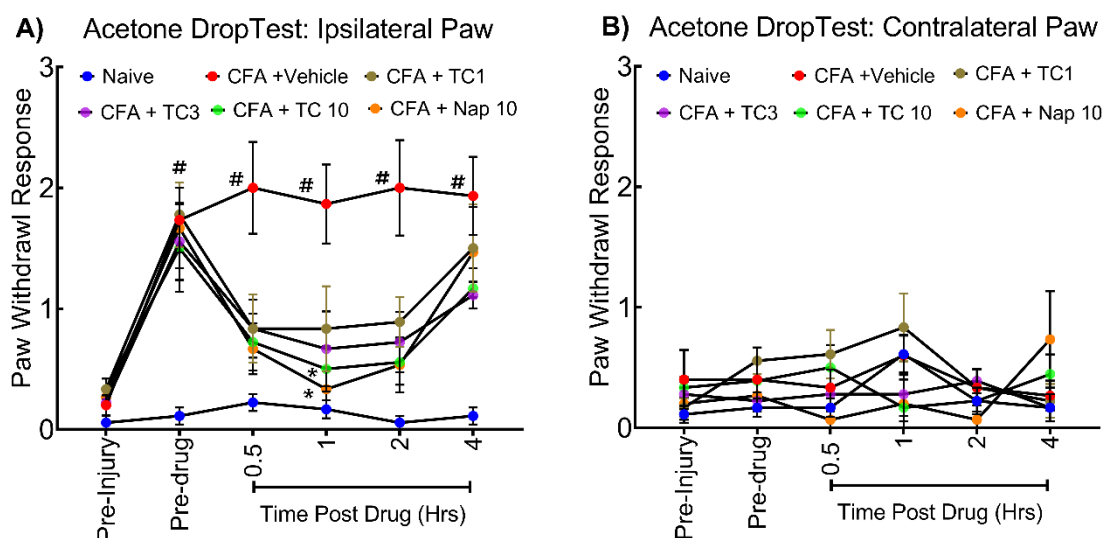 A) Acetone DropTest: Ipsilateral Paw
Naive CFA +Vehicle CFA + TC1
CFA + TC3 CFA + TC 10 CFA + Nap 10
Paw Withdrawl Response
3
2
1
0
# # # # #
*
*
Pre-Injury Pre-drug 0.5 1 2 4
Time Post Drug (Hrs)
B) Acetone DropTest: Contralateral Paw
Naive CFA +Vehicle CFA + TC1
CFA + TC3 CFA + TC 10 CFA + Nap 10
Paw Withdrawl Response
3
2
1
0
Pre-Injury Pre-drug 0.5 1 2 4
Time Post Drug (Hrs)